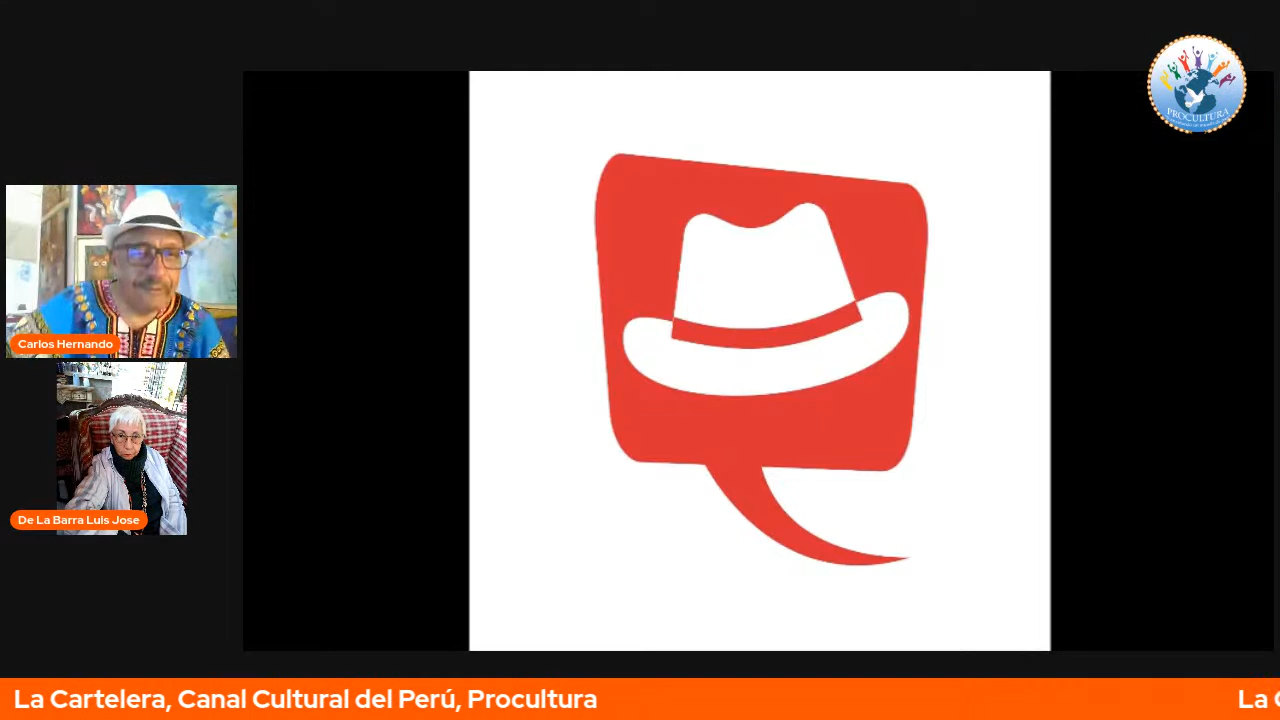 PROCULTURA
Carlos Hernando
De La Barra Luis Jose
La Cartelera, Canal Cultural del Perú, Procultura
La